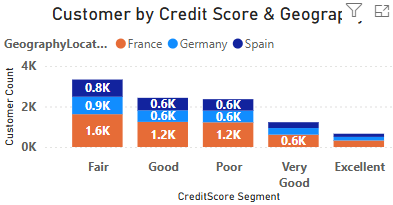 Customer by Credit Score & Geography
GeographyLocat... France Germany Spain
Customer Count
4K
2K
0K
0.8K
0.9K
1.6K
0.6K
0.6K
1.2K
0.6K
0.6K
1.2K
0.6K
Fair Good Poor Very Good Excellent
CreditScore Segment